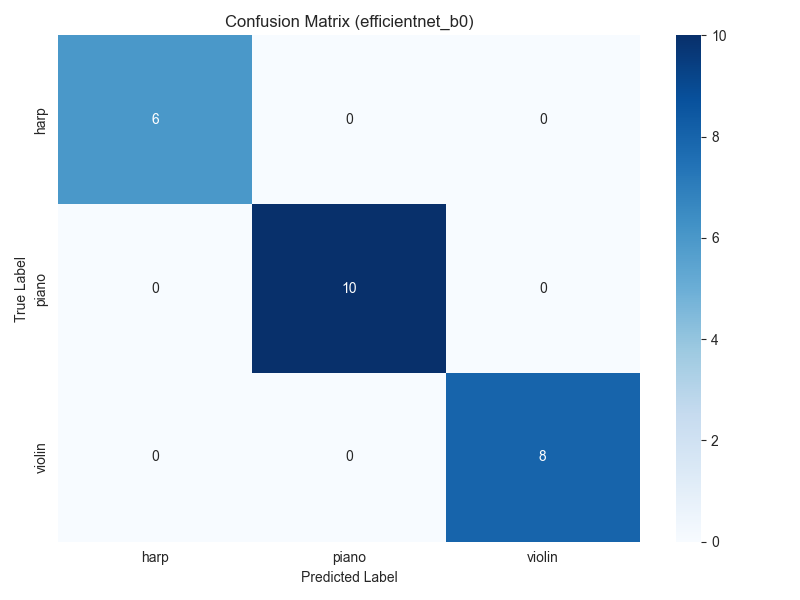 Confusion Matrix (efficientnet_b0)
True Label
harp
piano
violin
6 0 0
0 10 0
0 0 8
harp piano violin
Predicted Label
10
8
6
4
2
0